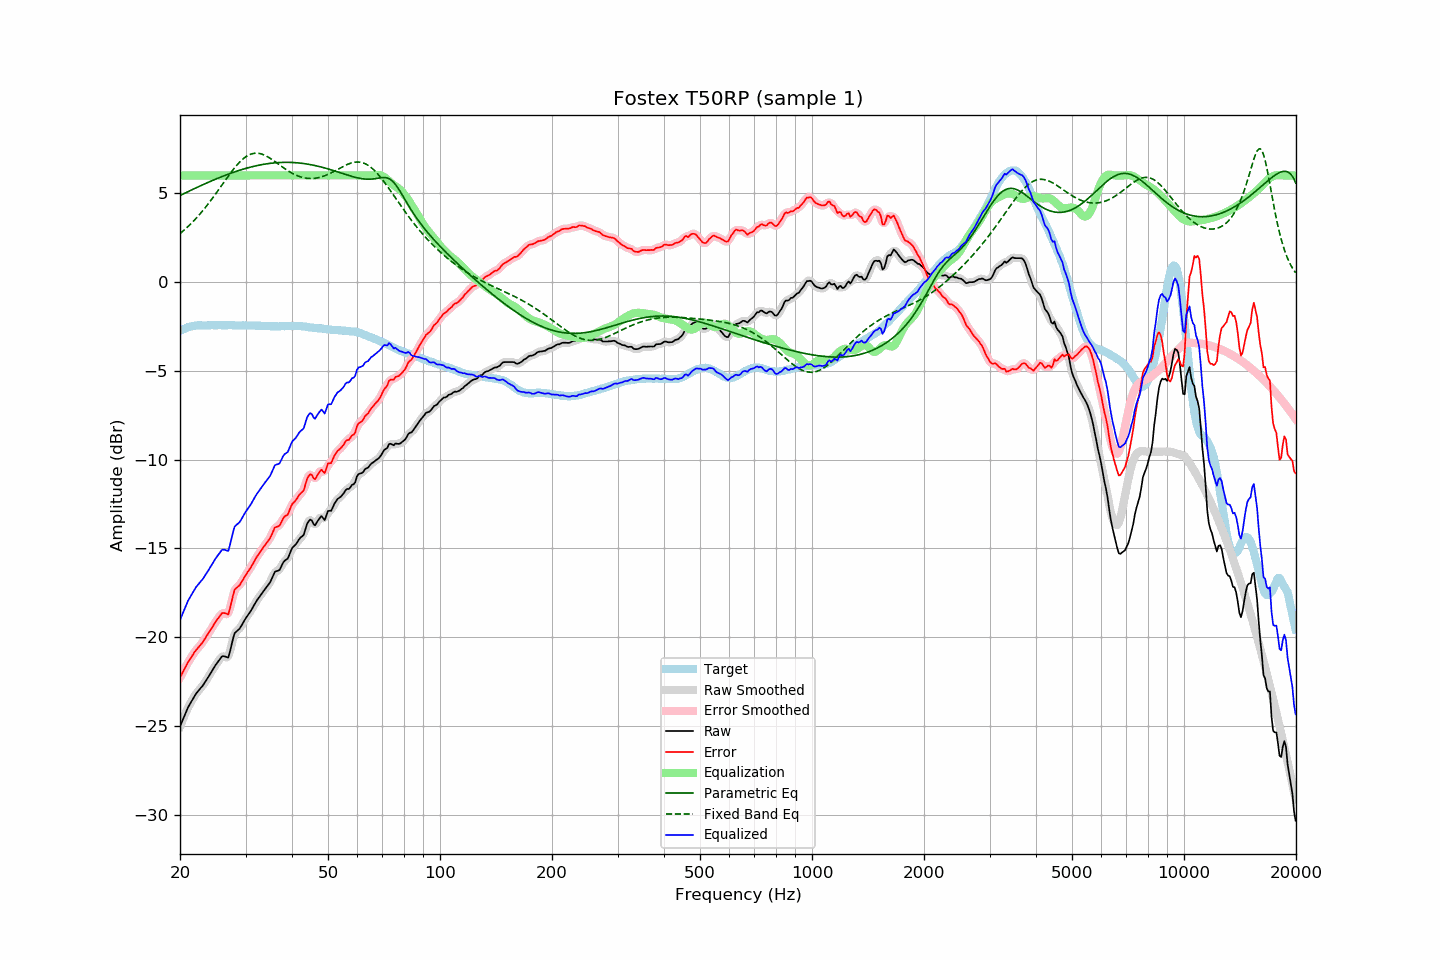 Fostex T50RP (sample 1)
Amplitude (dBr)
5
0
−5
−10
−15
−20
−25
−30
Target
Raw Smoothed
Error Smoothed
Raw
Error
Equalization
Parametric Eq
Fixed Band Eq
Equalized
20 50 100 200 500 1000 2000 5000 10000 20000
Frequency (Hz)